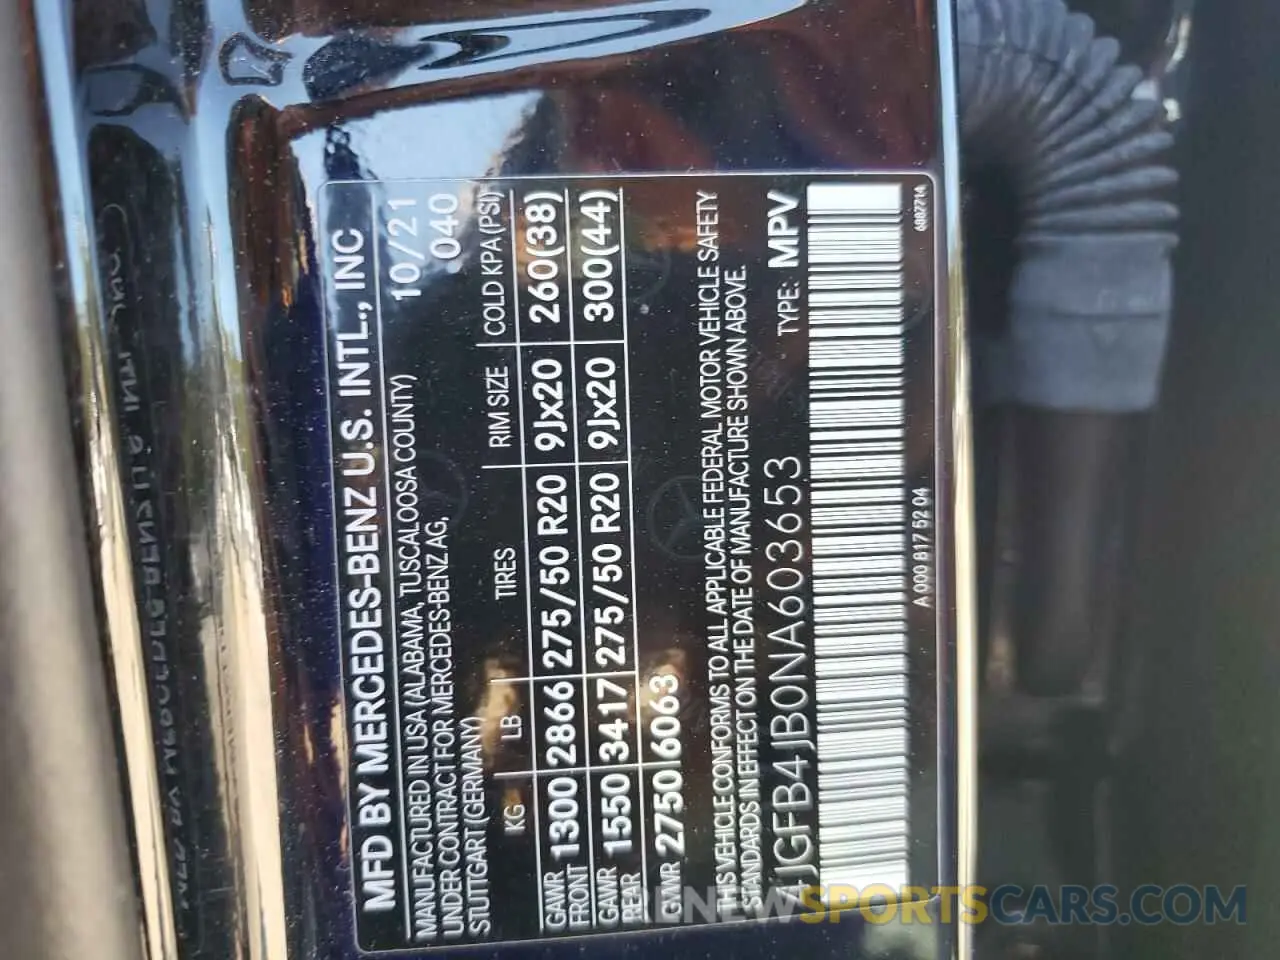 MFD BY MERCEDES-BENZ U.S. INTL., INC
MANUFACTURED IN USA (ALABAMA, TUSCALOOSA COUNTY) 10/21
UNDER CONTRACT FOR MERCEDES-BENZ AG, .040
STUTTGART (GERMANY)
KG LB TIRES RIM SIZE COLD KPA (PSI)
GAWR FRONT 1300 2866 275/50 R20 9Jx20 260(38)
GAWR REAR 1550 3417 275/50 R20 9Jx20 300(44)
GVWR 2750 6063
THIS VEHICLE CONFORMS TO ALL APPLICABLE FEDERAL MOTOR VEHICLE SAFETY
STANDARDS IN EFFECT ON THE DATE OF MANUFACTURE SHOWN ABOVE.
4JGFB4JB0NA603653 TYPE: MPV
A 000 817 52 04 6887714
RENEWSPORTSCARS.COM